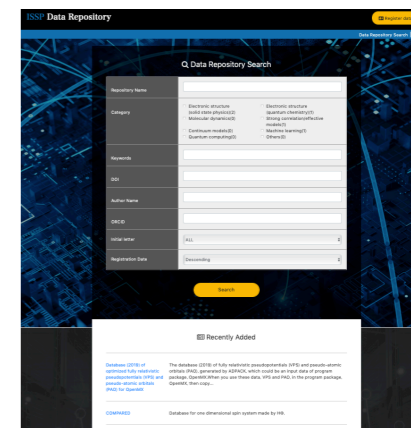 ISSP Data Repository
Register data
Data Repository Search
Data Repository Search
Repository Name
Category
Electronic structure (solid state physics)(2)
Electronic structure (quantum chemistry)(1)
Molecular dynamics(0)
Strong correlation/effective models(1)
Continuum models(0)
Machine learning(1)
Quantum computing(0)
Others(0)
Keywords
DOI
Author Name
ORCID
Initial letter
ALL
Registration Date
Descending
Search
Recently Added
Database (2019) of
optimized fully relativistic
pseudopotentials (VPS) and
pseudo-atomic orbitals
(PAO) for OpenMX
The database (2019) of fully relativistic pseudopotentials (VPS) and pseudo-atomic
orbitals (PAO), generated by ADPACK, which could be an input data of program
package, OpenMX.When you use these data, VPS and PAO, in the program package,
OpenMX, then copy...
COMPARED
Database for one dimensional spin system made by HΦ.